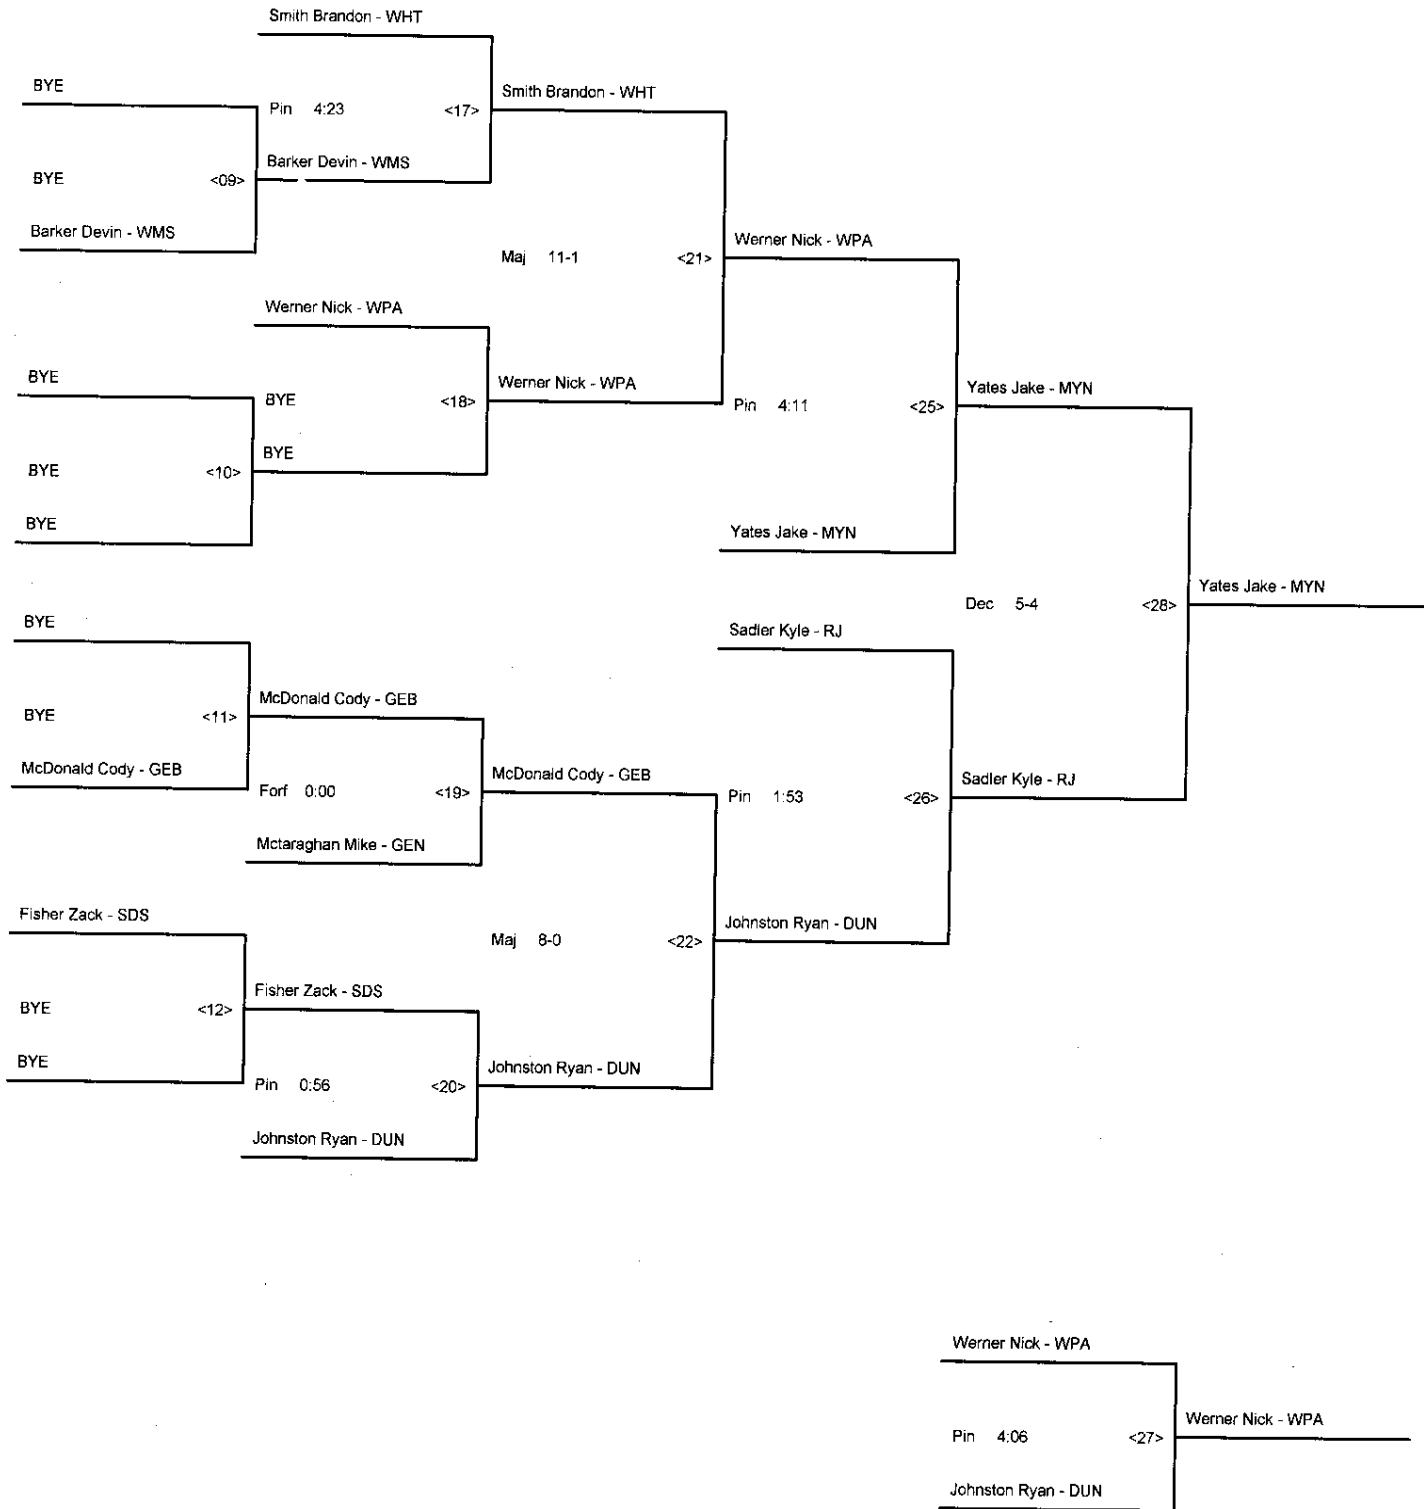 Smith Brandon - WHT
BYE
Pin 4:23 <17>
Smith Brandon - WHT
Barker Devin - WMS
BYE <09>
Barker Devin - WMS
Maj 11-1 <21>
Werner Nick - WPA
Werner Nick - WPA
BYE
BYE <18>
Werner Nick - WPA
Pin 4:11 <25>
Yates Jake - MYN
BYE
BYE <10>
BYE
Yates Jake - MYN
Dec 5-4 <28>
Yates Jake - MYN
BYE
Sadler Kyle - RJ
McDonald Cody - GEB
BYE <11>
McDonald Cody - GEB
Forf 0:00 <19>
McDonald Cody - GEB
Pin 1:53 <26>
Sadler Kyle - RJ
Mctaraghan Mike - GEN
Fisher Zack - SDS
Maj 8-0 <22>
Johnston Ryan - DUN
Fisher Zack - SDS
BYE <12>
BYE
Pin 0:56 <20>
Johnston Ryan - DUN
Johnston Ryan - DUN
Werner Nick - WPA
Pin 4:06 <27>
Werner Nick - WPA
Johnston Ryan - DUN